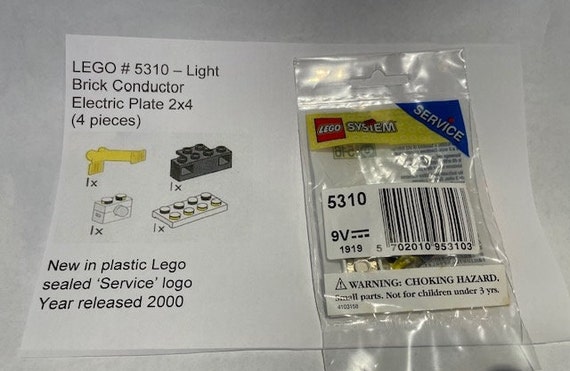 LEGO # 5310 – Light
Brick Conductor
Electric Plate 2x4
(4 pieces)
1x
1x
1x
1x
New in plastic Lego
sealed ‘Service’ logo
Year released 2000
LEGO SYSTEM
SERVICE
5310
9V
1919 5 702010 953103
⚠ WARNING: CHOKING HAZARD.
Small parts. Not for children under 3 yrs.
4103158